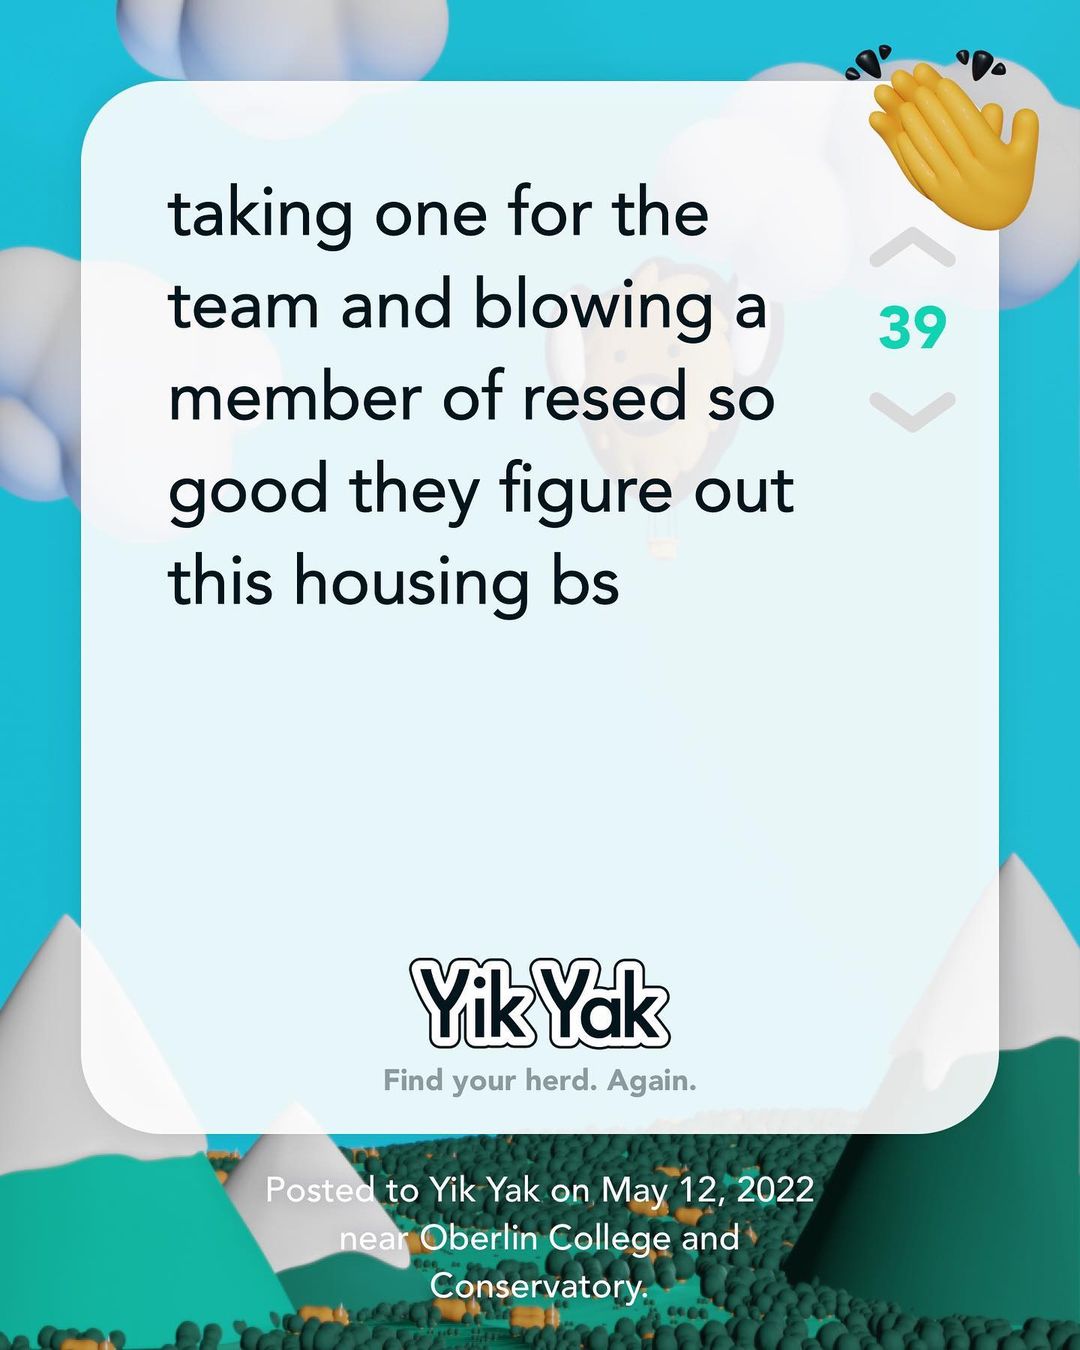 taking one for the
team and blowing a
member of resed so
good they figure out
this housing bs
39
Yik Yak
Find your herd. Again.
Posted to Yik Yak on May 12, 2022
near Oberlin College and
Conservatory.